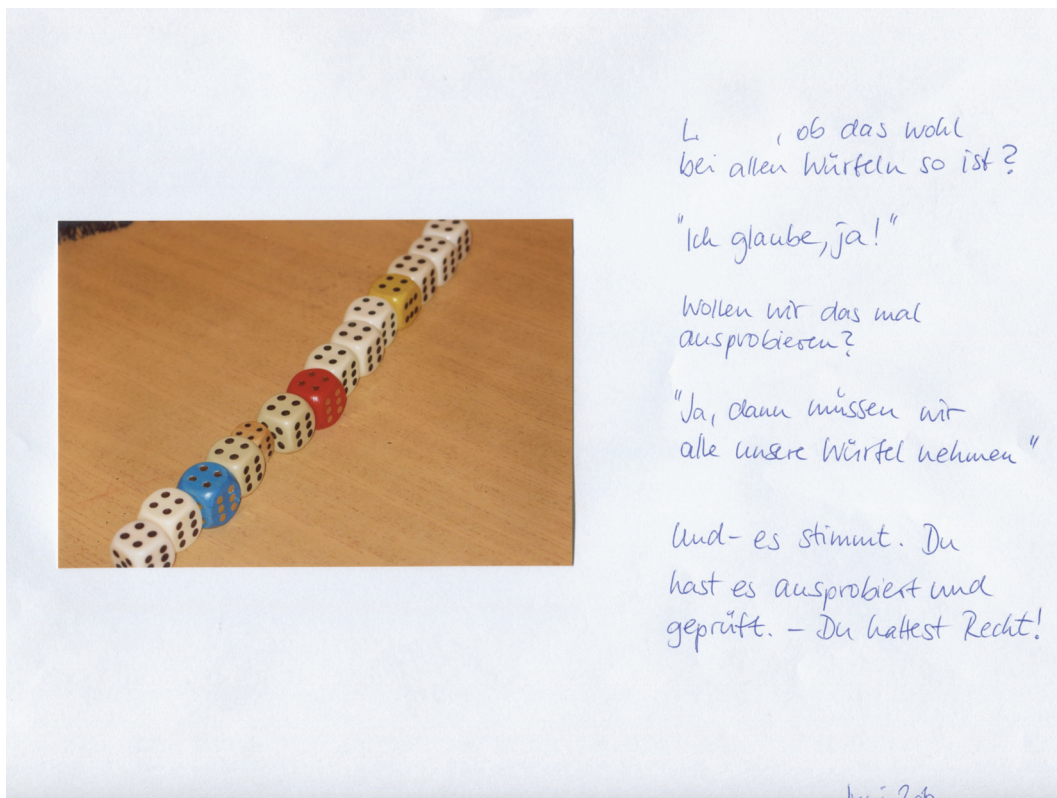 L. , ob das wohl
bei allen Würfeln so ist?
"Ich glaube, ja!"
Wollen wir das mal
ausprobieren?
"Ja, dann müssen wir
alle unsere Würfel nehmen"
Und - es stimmt. Du
hast es ausprobiert und
geprüft. - Du hattest Recht!